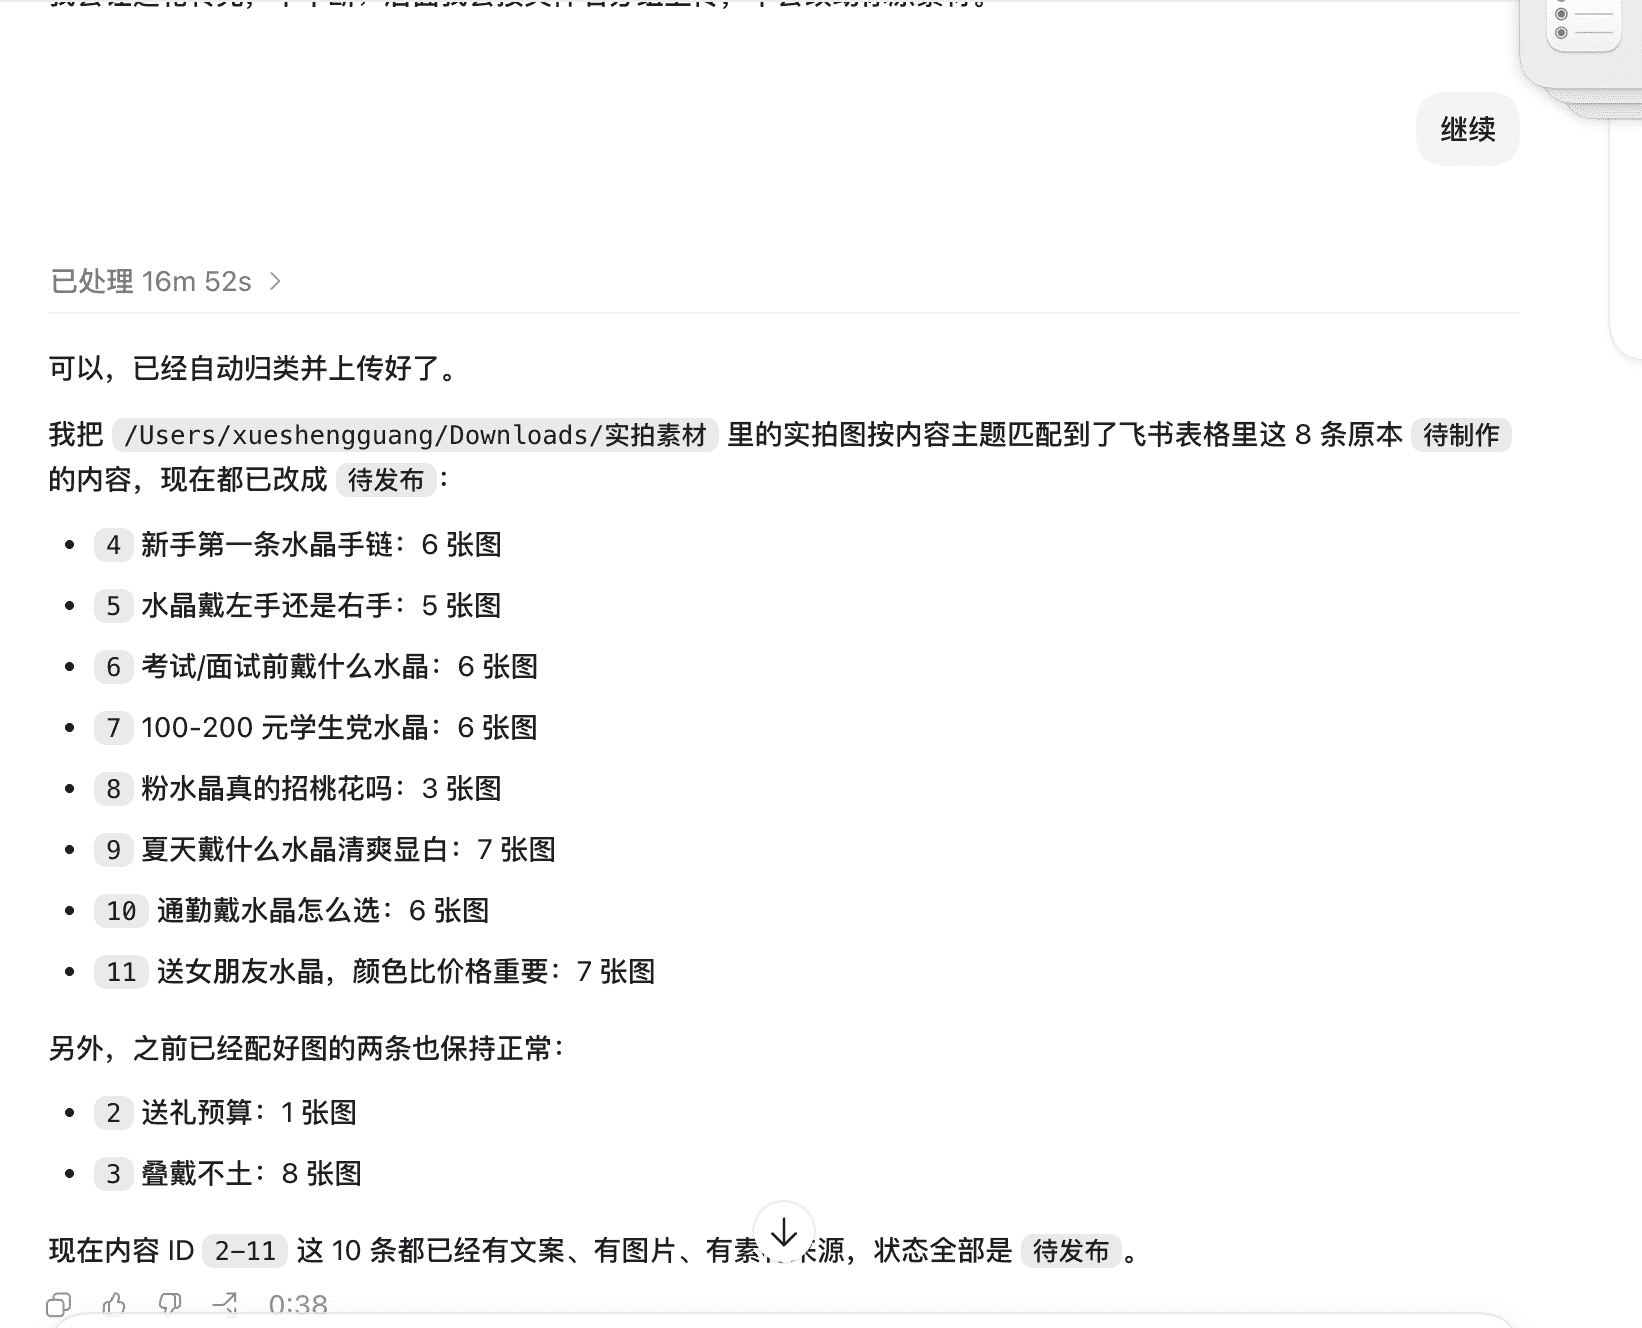 继续
已处理 16m 52s
可以，已经自动归类并上传好了。
我把 /Users/xueshengguang/Downloads/实拍素材 里的实拍图按内容主题匹配到了飞书表格里这 8 条原本 待制作
的内容，现在都已改成 待发布：
4 新手第一条水晶手链：6 张图
5 水晶戴左手还是右手：5 张图
6 考试/面试前戴什么水晶：6 张图
7 100-200 元学生党水晶：6 张图
8 粉水晶真的招桃花吗：3 张图
9 夏天戴什么水晶清爽显白：7 张图
10 通勤戴水晶怎么选：6 张图
11 送女朋友水晶，颜色比价格重要：7 张图
另外，之前已经配好图的两条也保持正常：
2 送礼预算：1 张图
3 叠戴不土：8 张图
现在内容 ID 2–11 这 10 条都已经有文案、有图片、有素材来源，状态全部是 待发布。
0:38